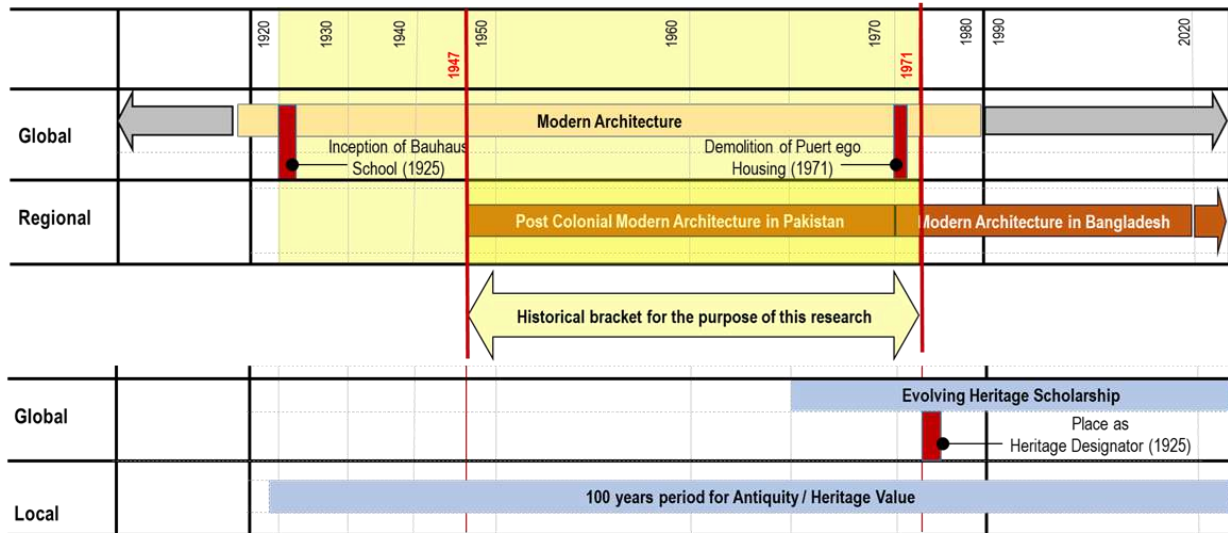 1920
1930
1940
1947
1950
1960
1970
1971
1980
1990
2020
Global
Modern Architecture
Inception of Bauhaus
School (1925)
Demolition of Puert ego
Housing (1971)
Regional
Post Colonial Modern Architecture in Pakistan
Modern Architecture in Bangladesh
Historical bracket for the purpose of this research
Global
Evolving Heritage Scholarship
Place as
Heritage Designator (1925)
Local
100 years period for Antiquity / Heritage Value